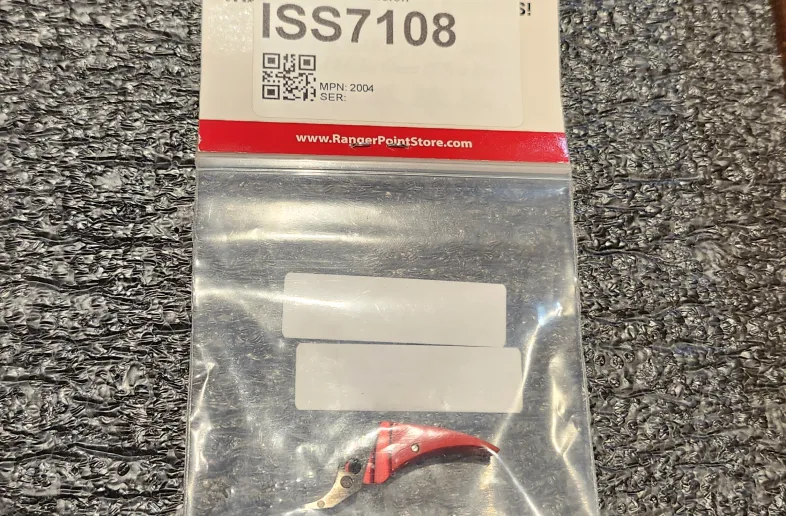 S!
ISS7108
MPN: 2004
SER:
www.RangerPointStore.com